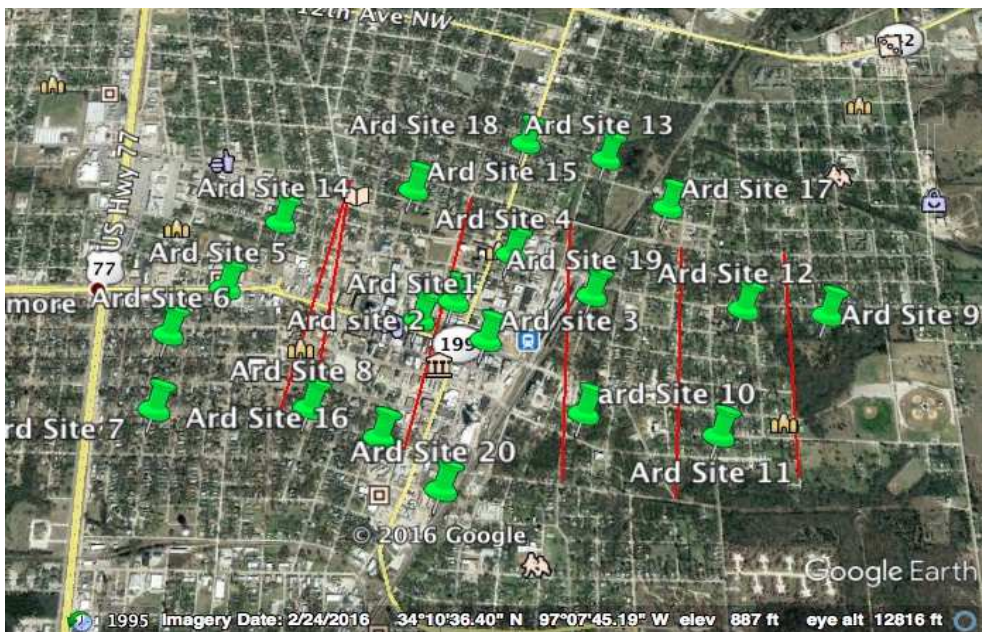 12th Ave NW
142
US Hwy 77
Ard Site 18
Ard Site 13
Ard Site 15
Ard Site 14
Ard Site 17
Ard Site 4
Ard Site 5
77
Ard Site 19
Ard Site 12
more
Ard Site 6
Ard Site1
Ard site 2
Ard site 3
Ard Site 9
199
Ard Site 8
ard Site 10
rd Site 7
Ard Site 16
Ard Site 20
Ard Site 11
© 2016 Google
Google Earth
1995 Imagery Date: 2/24/2016 34°10'36.40" N 97°07'45.19" W elev 887 ft eye alt 12816 ft